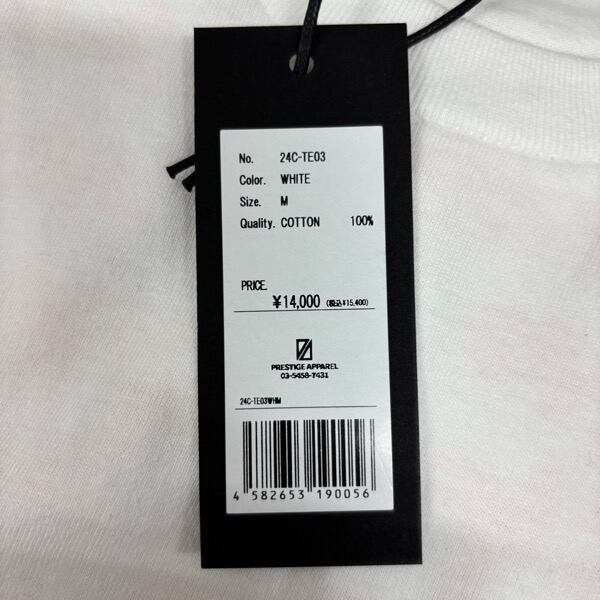 No. 24C-TE03
Color. WHITE
Size. M
Quality. COTTON 100%
PRICE.
¥14,000 (税込¥15,400)
PRESTIGE APPAREL
03-5458-7431
24C-TE03WHM
4 582653 190056